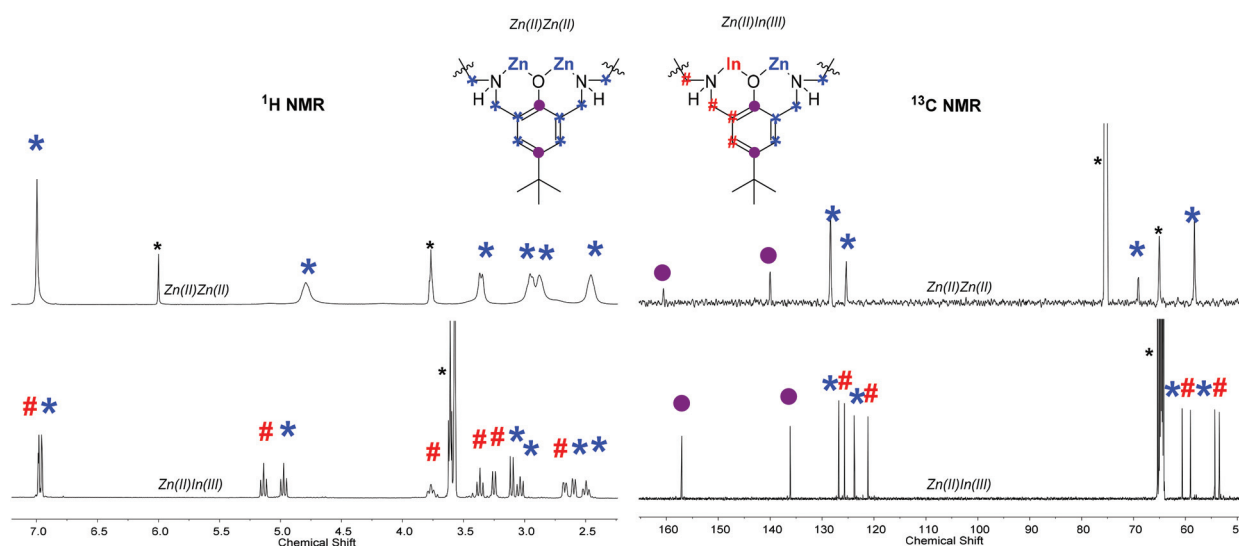 Zn(II)Zn(II)
Zn(II)In(III)
Zn Zn
N O N
H H
In Zn
N O N
H H
¹H NMR
¹³C NMR
* * * * * * *
* * * * *
Zn(II)Zn(II)
Zn(II)Zn(II)
# * # * * # # # * * # * *
* # * # * * # * #
Zn(II)In(III)
Zn(II)In(III)
7.0 6.5 6.0 5.5 5.0 4.5 4.0 3.5 3.0 2.5
Chemical Shift
160 150 140 130 120 110 100 90 80 70 60 50
Chemical Shift